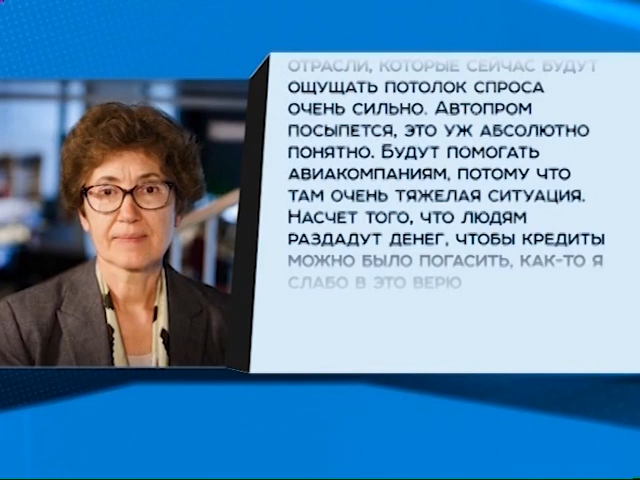 ОТРАСЛИ, КОТОРЫЕ СЕЙЧАС БУДУТ
ОЩУЩАТЬ ПОТОЛОК СПРОСА
ОЧЕНЬ СИЛЬНО. АВТОПРОМ
ПОСЫПЕТСЯ, ЭТО УЖ АБСОЛЮТНО
ПОНЯТНО. БУДУТ ПОМОГАТЬ
АВИАКОМПАНИЯМ, ПОТОМУ ЧТО
ТАМ ОЧЕНЬ ТЯЖЕЛАЯ СИТУАЦИЯ.
НАСЧЕТ ТОГО, ЧТО ЛЮДЯМ
РАЗДАДУТ ДЕНЕГ, ЧТОБЫ КРЕДИТЫ
МОЖНО БЫЛО ПОГАСИТЬ, КАК-ТО Я
СЛАБО В ЭТО ВЕРЮ